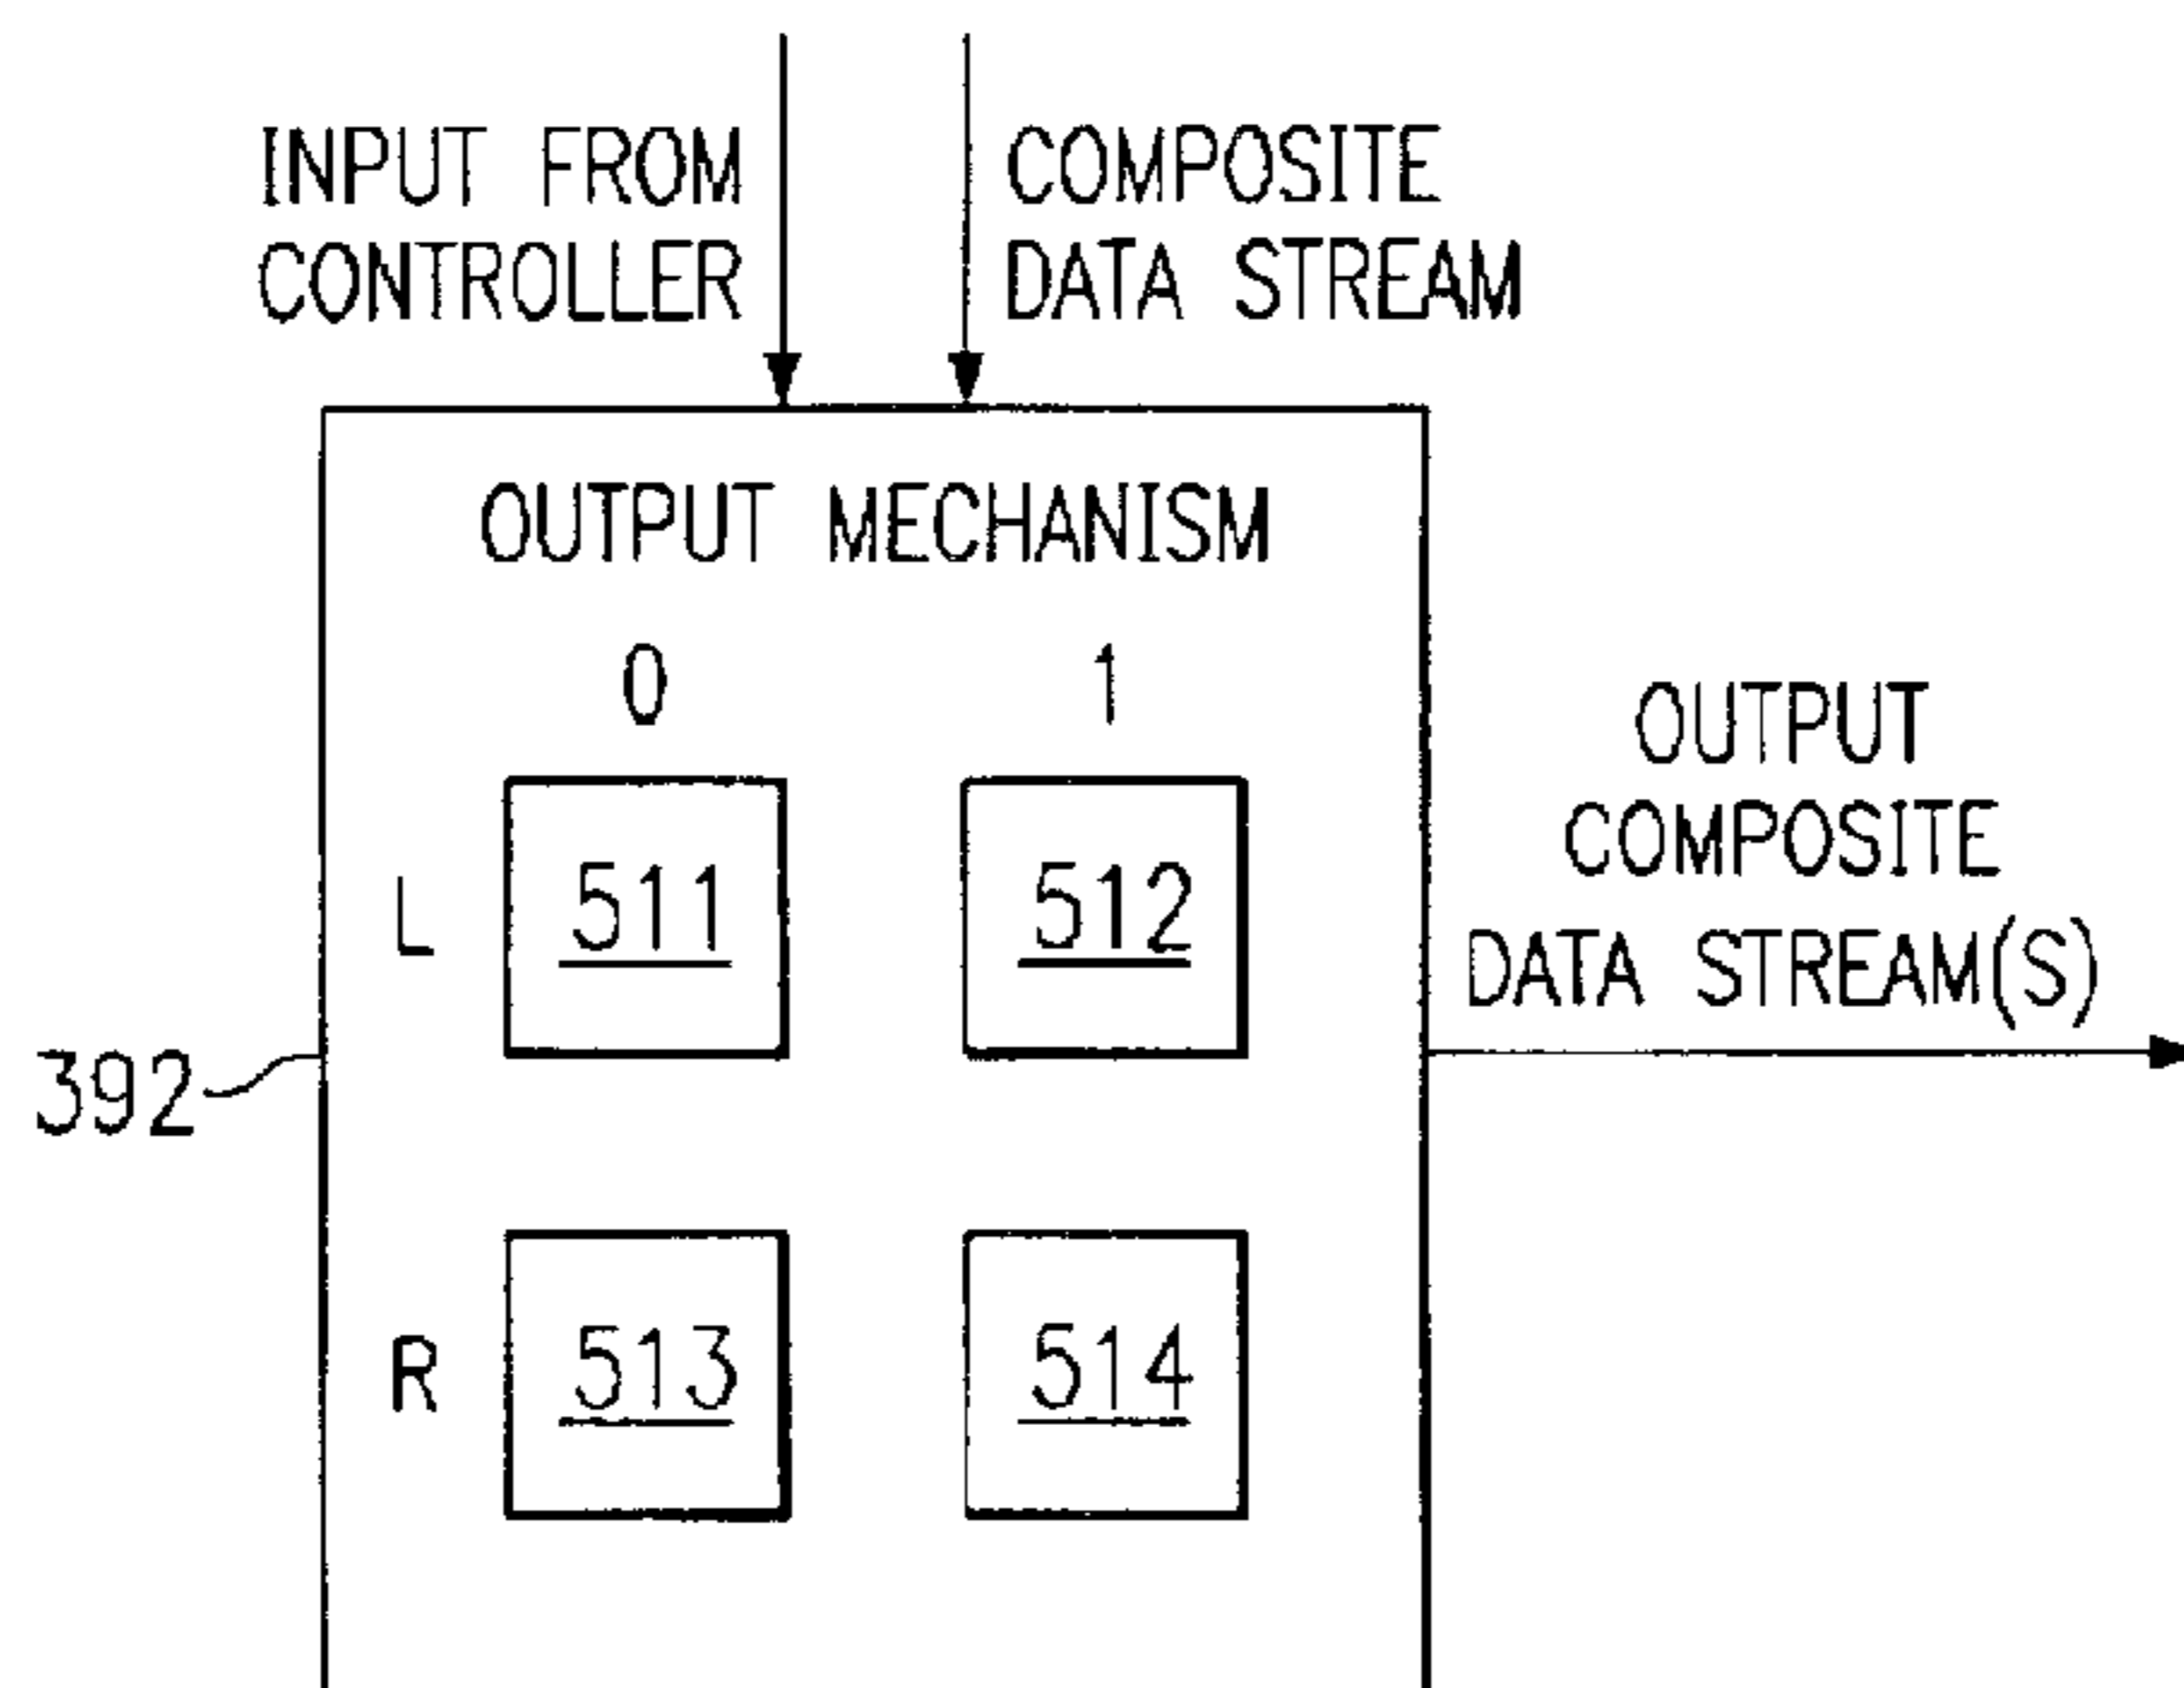 INPUT FROM
CONTROLLER
COMPOSITE
DATA STREAM
OUTPUT MECHANISM
0 1
L 511 512
OUTPUT
COMPOSITE
DATA STREAM(S)
392
R 513 514